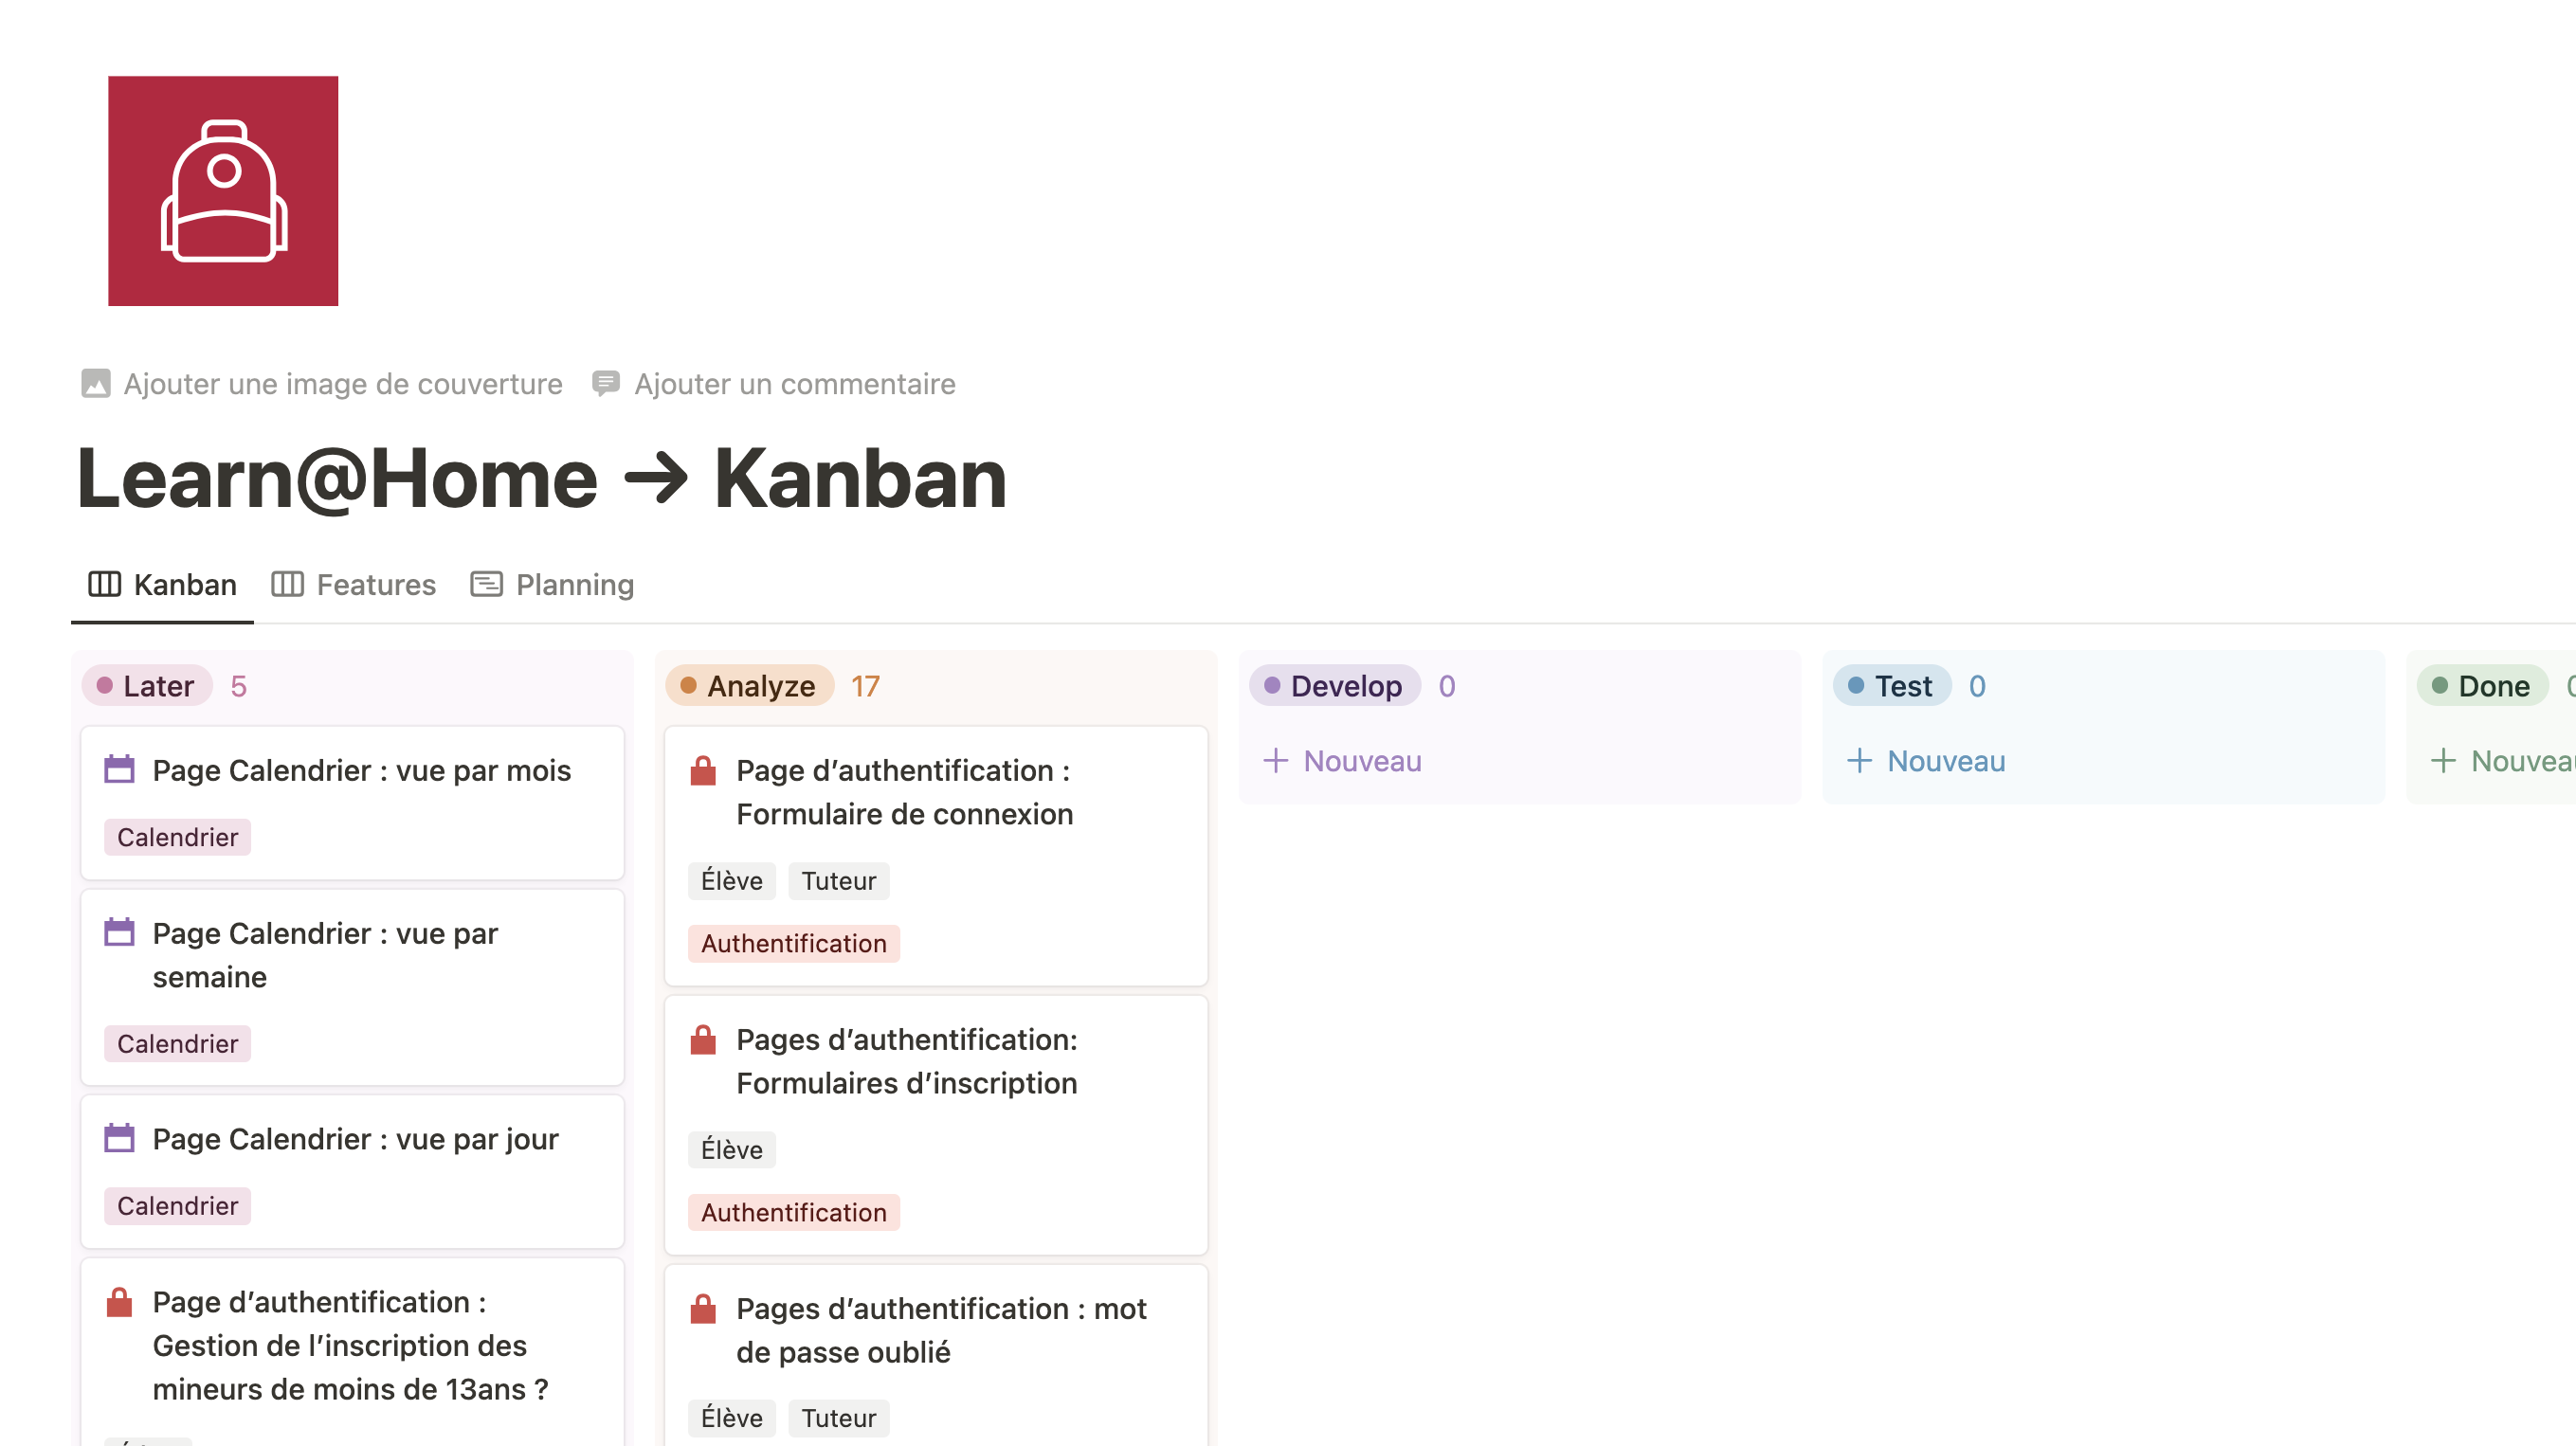 Ajouter une image de couverture
Ajouter un commentaire
Learn@Home → Kanban
Kanban
Features
Planning
Later 5
Page Calendrier : vue par mois
Calendrier
Page Calendrier : vue par
semaine
Calendrier
Page Calendrier : vue par jour
Calendrier
Page d’authentification :
Gestion de l’inscription des
mineurs de moins de 13ans ?
Analyze 17
Page d’authentification :
Formulaire de connexion
Élève Tuteur
Authentification
Pages d’authentification:
Formulaires d’inscription
Élève
Authentification
Pages d’authentification : mot
de passe oublié
Élève Tuteur
Develop 0
+ Nouveau
Test 0
+ Nouveau
Done